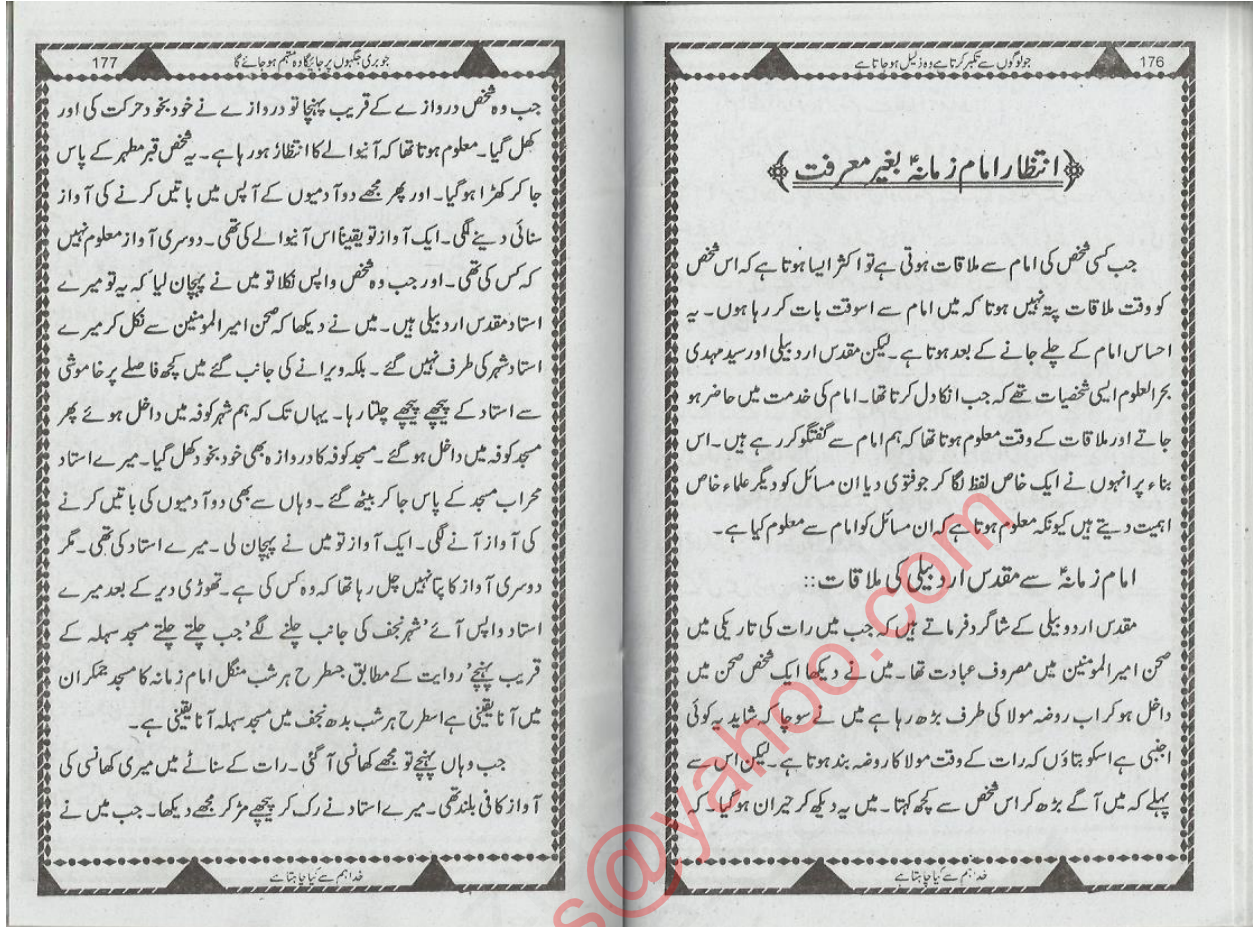 176
جو لوگوں سے تکبر کرتا ہے وہ ذلیل ہو جاتا ہے
﴿انتظار امام زمانہؑ بغیر معرفت﴾
جب کسی شخص کی امام سے ملاقات ہوتی ہے تو اکثر ایسا ہوتا ہے کہ اس شخص
کو وقت ملاقات پتہ نہیں ہوتا کہ میں امام سے اسوقت بات کر رہا ہوں۔ یہ
احساس امام کے چلے جانے کے بعد ہوتا ہے۔ لیکن مقدس اردبیلی اور سید مہدی
بحرالعلوم ایسی شخصیات تھے کہ جب انکا دل کرتا تھا۔ امام کی خدمت میں حاضر ہو
جاتے اور ملاقات کے وقت معلوم ہوتا تھا کہ ہم امام سے گفتگو کر رہے ہیں۔ اس
بناء پر انہوں نے ایک خاص لفظ لگا کر جو فتوی دیا ان مسائل کو دیگر علماء خاص
اہمیت دیتے ہیں کیونکہ معلوم ہوتا ہے کہ ان مسائل کو امام سے معلوم کیا ہے۔
امام زمانہؑ سے مقدس اردبیلی کی ملاقات::
مقدس اردوبیلی کے شاگرد فرماتے ہیں کہ جب میں رات کی تاریکی میں
صحن امیر المومنین میں مصروف عبادت تھا۔ میں نے دیکھا ایک شخص صحن میں
داخل ہو کر اب روضہ مولا کی طرف بڑھ رہا ہے میں نے سوچا کہ شاید یہ کوئی
اجنبی ہے اسکو بتاؤں کہ رات کے وقت مولا کا روضہ بند ہوتا ہے۔ لیکن اس سے
پہلے کہ میں آگے بڑھ کر اس شخص سے کچھ کہتا۔ میں یہ دیکھ کر حیران ہو گیا۔ کہ
خدا ہم سے کیا چاہتا ہے
177
جو بری جگہوں پر جائیگا وہ متہم ہو جائے گا
جب وہ شخص دروازے کے قریب پہنچا تو دروازے نے خود بخود حرکت کی اور
کھل گیا۔ معلوم ہوتا تھا کہ آنیوالے کا انتظار ہو رہا ہے۔ یہ شخص قبر مطہر کے پاس
جا کر کھڑا ہو گیا۔ اور پھر مجھے دو آدمیوں کے آپس میں باتیں کرنے کی آواز
سنائی دینے لگی۔ ایک آواز تو یقیناً اس آنیوالے کی تھی۔ دوسری آواز معلوم نہیں
کہ کس کی تھی۔ اور جب وہ شخص واپس نکلا تو میں نے پہچان لیا کہ یہ تو میرے
استاد مقدس اردبیلی ہیں۔ میں نے دیکھا کہ صحن امیر المومنین سے نکل کر میرے
استاد شہر کی طرف نہیں گئے۔ بلکہ ویرانے کی جانب گئے میں کچھ فاصلے پر خاموشی
سے استاد کے پیچھے پیچھے چلتا رہا۔ یہاں تک کہ ہم شہر کوفہ میں داخل ہوئے پھر
مسجد کوفہ میں داخل ہو گئے۔ مسجد کوفہ کا دروازہ بھی خود بخود کھل گیا۔ میرے استاد
محراب مسجد کے پاس جا کر بیٹھ گئے۔ وہاں سے بھی دو آدمیوں کی باتیں کرنے
کی آواز آنے لگی۔ ایک آواز تو میں نے پہچان لی۔ میرے استاد کی تھی۔ مگر
دوسری آواز کا پتا نہیں چل رہا تھا کہ وہ کس کی ہے۔ تھوڑی دیر کے بعد میرے
استاد واپس آئے' شہر نجف کی جانب چلنے لگے' جب چلتے چلتے مسجد سہلہ کے
قریب پہنچے' روایت کے مطابق جسطرح ہر شب منگل امام زمانہ کا مسجد جمکران
میں آنا یقینی ہے اسطرح ہر شب بدھ نجف میں مسجد سہلہ آنا یقینی ہے۔
جب وہاں پہنچے تو مجھے کھانسی آ گئی۔ رات کے سناٹے میں میری کھانسی کی
آواز کافی بلند تھی۔ میرے استاد نے رک کر پیچھے مڑ کر مجھے دیکھا۔ جب میں نے
خدا ہم سے کیا چاہتا ہے
s@yahoo.com